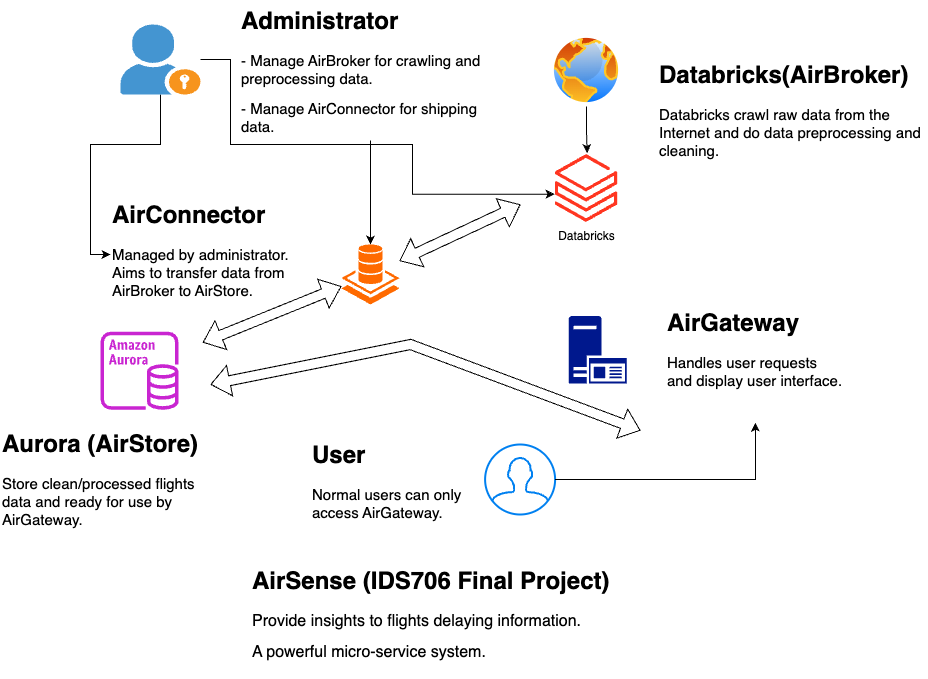 Administrator
- Manage AirBroker for crawling and
preprocessing data.
- Manage AirConnector for shipping
data.
Databricks(AirBroker)
Databricks crawl raw data from the
Internet and do data preprocessing and
cleaning.
Databricks
AirConnector
Managed by administrator.
Aims to transfer data from
AirBroker to AirStore.
Amazon
Aurora
AirGateway
Handles user requests
and display user interface.
Aurora (AirStore)
Store clean/processed flights
data and ready for use by
AirGateway.
User
Normal users can only
access AirGateway.
AirSense (IDS706 Final Project)
Provide insights to flights delaying information.
A powerful micro-service system.